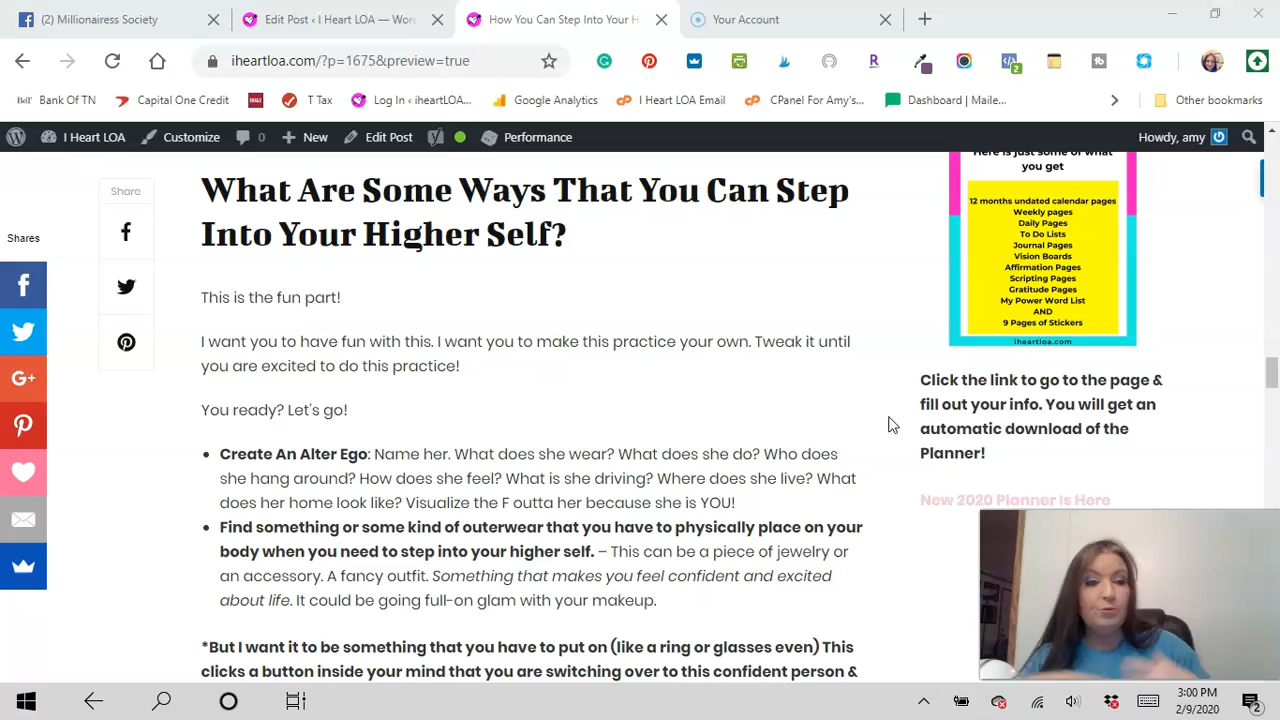 (2) Millionairess Society
Edit Post ‹ I Heart LOA — Wor
How You Can Step Into Your H
Your Account
iheartloa.com/?p=1675&preview=true
2
Bank Of TN
Capital One Credit
T Tax
Log In ‹ iheartLOA...
Google Analytics
I Heart LOA Email
CPanel For Amy's...
Dashboard | Maile...
Other bookmarks
I Heart LOA
Customize
0
New
Edit Post
Performance
Howdy, amy
Share
Shares
What Are Some Ways That You Can Step
Into Your Higher Self?
This is the fun part!
I want you to have fun with this. I want you to make this practice your own. Tweak it until
you are excited to do this practice!
You ready? Let's go!
Create An Alter Ego: Name her. What does she wear? What does she do? Who does
she hang around? How does she feel? What is she driving? Where does she live? What
does her home look like? Visualize the F outta her because she is YOU!
Find something or some kind of outerwear that you have to physically place on your
body when you need to step into your higher self. – This can be a piece of jewelry or
an accessory. A fancy outfit. Something that makes you feel confident and excited
about life. It could be going full-on glam with your makeup.
*But I want it to be something that you have to put on (like a ring or glasses even) This
clicks a button inside your mind that you are switching over to this confident person &
Here is just some of what
you get
12 months undated calendar pages
Weekly pages
Daily Pages
To Do Lists
Journal Pages
Vision Boards
Affirmation Pages
Scripting Pages
Gratitude Pages
My Power Word List
AND
9 Pages of Stickers
iheartloa.com
Click the link to go to the page &
fill out your info. You will get an
automatic download of the
Planner!
New 2020 Planner Is Here
3:00 PM
2/9/2020
2